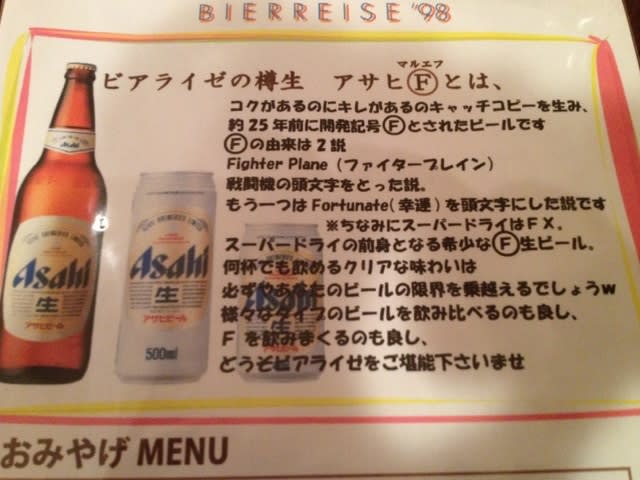 BIERREISE '98
マルエフ
ビアライゼの樽生 アサヒⒻとは、
コクがあるのにキレがあるのキャッチコピーを生み、
約25年前に開発記号Ⓕとされたビールです
Ⓕの由来は2説
Fighter Plane(ファイタープレイン)
戦闘機の頭文字をとった説。
もう一つはFortunate(幸運)を頭文字にした説です
※ちなみにスーパードライはＦＸ。
スーパードライの前身となる希少なⒻ生ビール。
何杯でも飲めるクリアな味わいは
必ずやあなたのビールの限界を乗越えるでしょうｗ
様々なタイプのビールを飲み比べるのも良し、
Ｆを飲みまくるのも良し、
どうぞビアライゼをご堪能下さいませ
Asahi
生
アサヒビール
Asahi
生
アサヒビール
500ml
おみやげ MENU